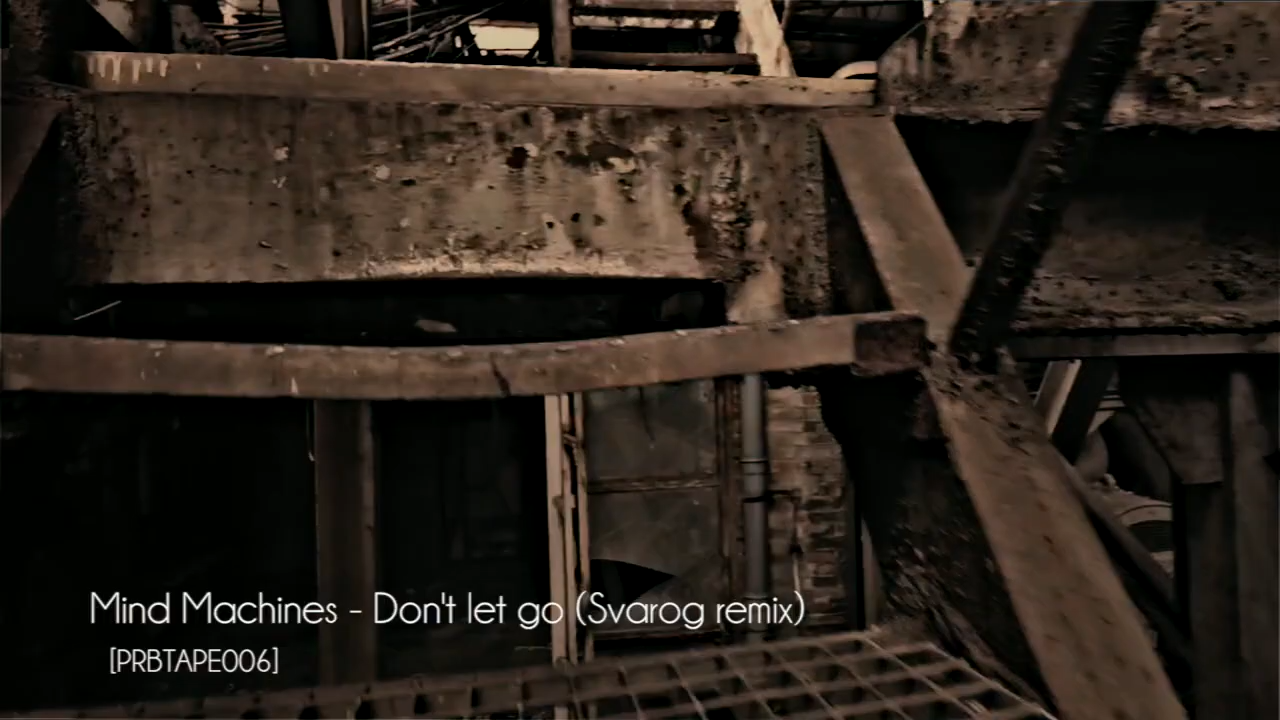 Mind Machines - Don't let go (Svarog remix)
[PRBTAPE006]